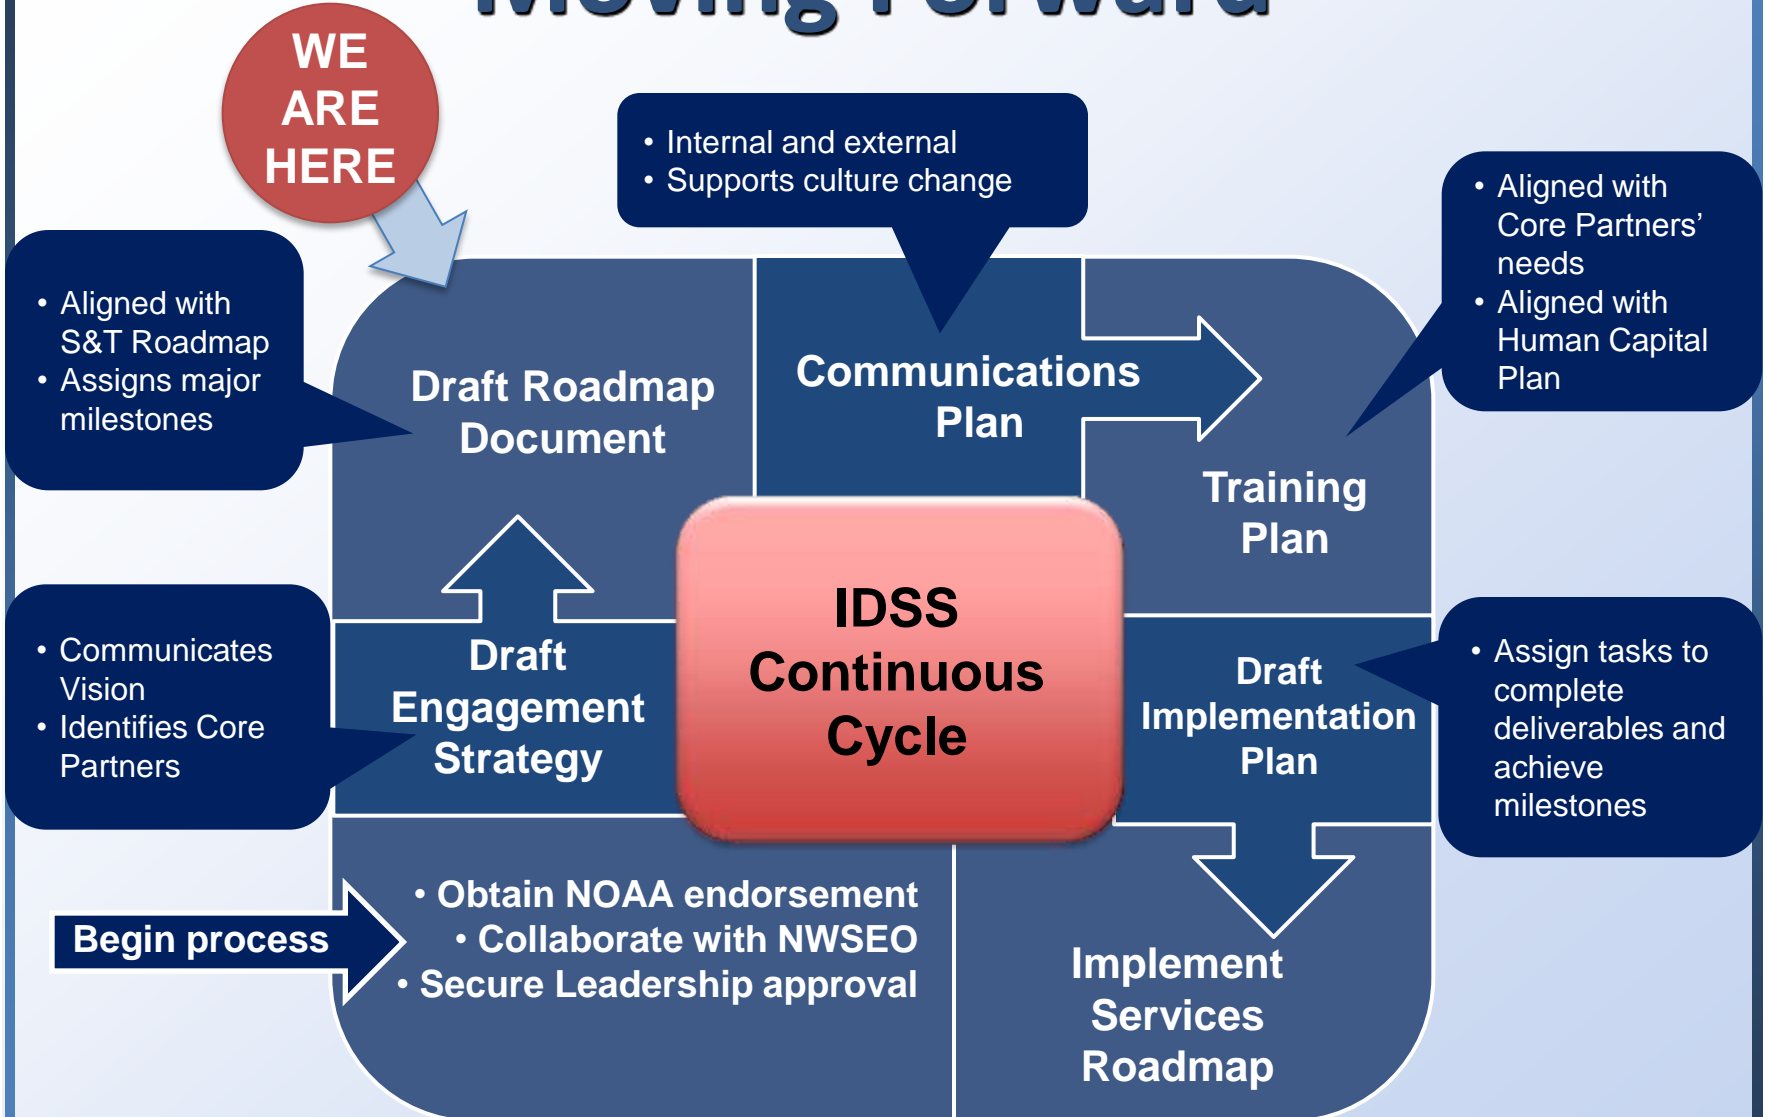 Moving Forward
WE
ARE
HERE
• Internal and external
• Supports culture change
• Aligned with
Core Partners’
needs
• Aligned with
Human Capital
Plan
• Aligned with
S&T Roadmap
• Assigns major
milestones
Draft Roadmap
Document
Communications
Plan
Training
Plan
IDSS
Continuous
Cycle
• Communicates
Vision
• Identifies Core
Partners
Draft
Engagement
Strategy
Draft
Implementation
Plan
• Assign tasks to
complete
deliverables and
achieve
milestones
Begin process
• Obtain NOAA endorsement
• Collaborate with NWSEO
• Secure Leadership approval
Implement
Services
Roadmap